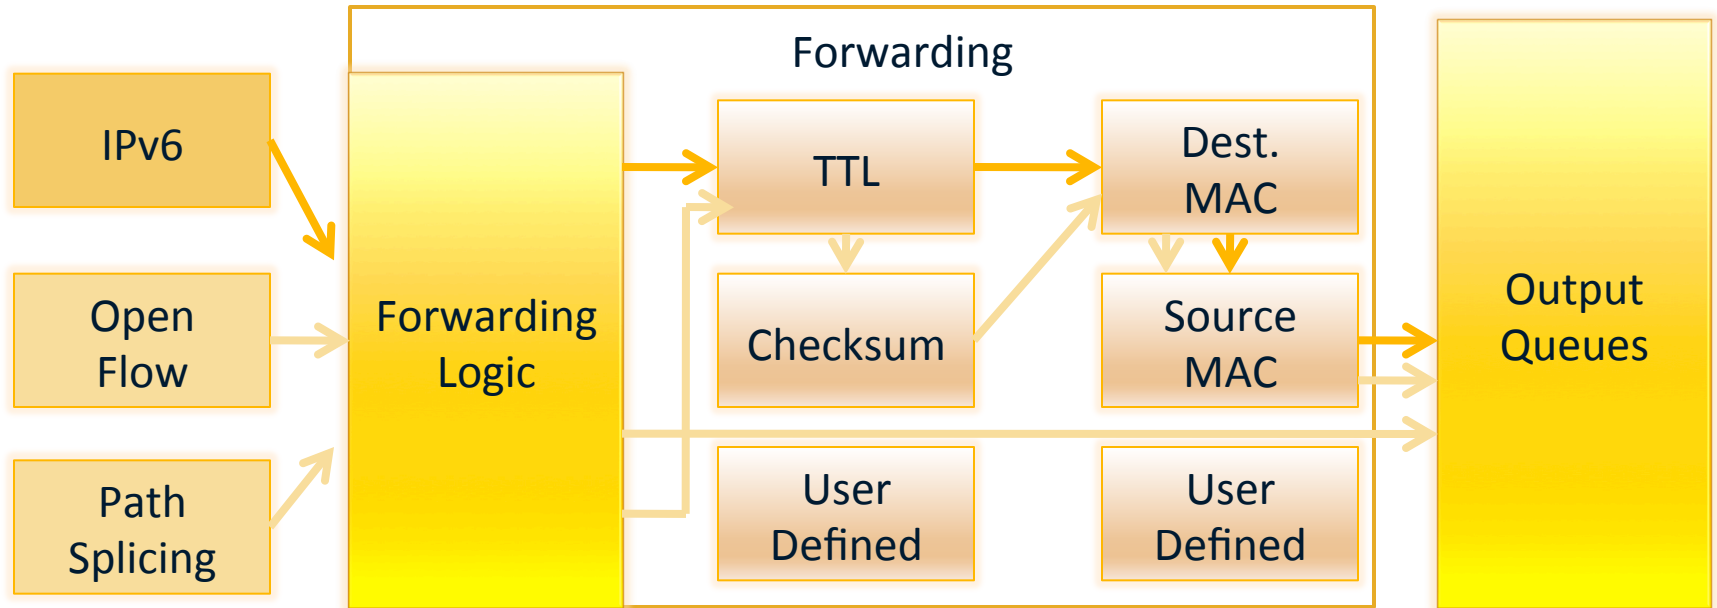 Forwarding
IPv6
Open
Flow
Path
Splicing
Forwarding
Logic
TTL
Checksum
User
Defined
Dest.
MAC
Source
MAC
User
Defined
Output
Queues